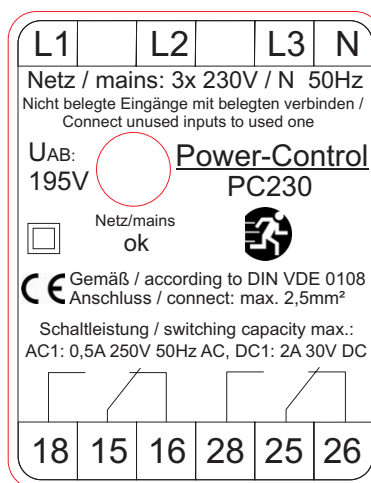 L1 L2 L3 N
Netz / mains: 3x 230V / N 50Hz
Nicht belegte Eingänge mit belegten verbinden /
Connect unused inputs to used one
UAB:
195V
Power-Control
PC230
Netz/mains
ok
CE Gemäß / according to DIN VDE 0108
Anschluss / connect: max. 2,5mm²
Schaltleistung / switching capacity max.:
AC1: 0,5A 250V 50Hz AC, DC1: 2A 30V DC
18 15 16 28 25 26